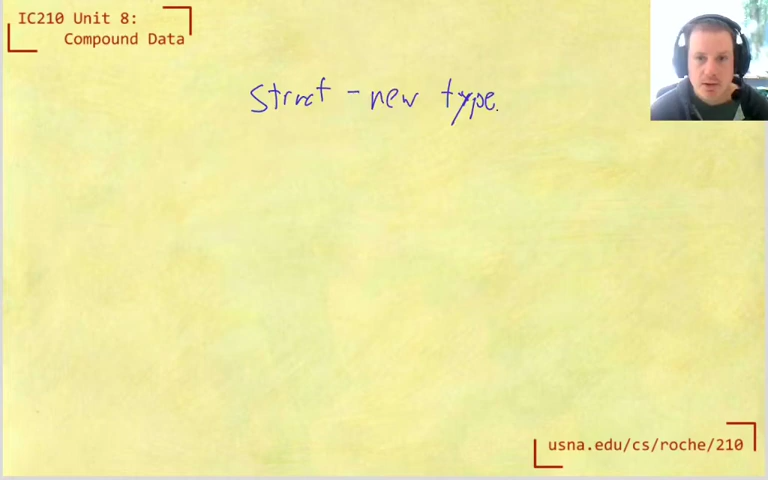 IC210 Unit 8:
Compound Data
Struct - new type.
usna.edu/cs/roche/210